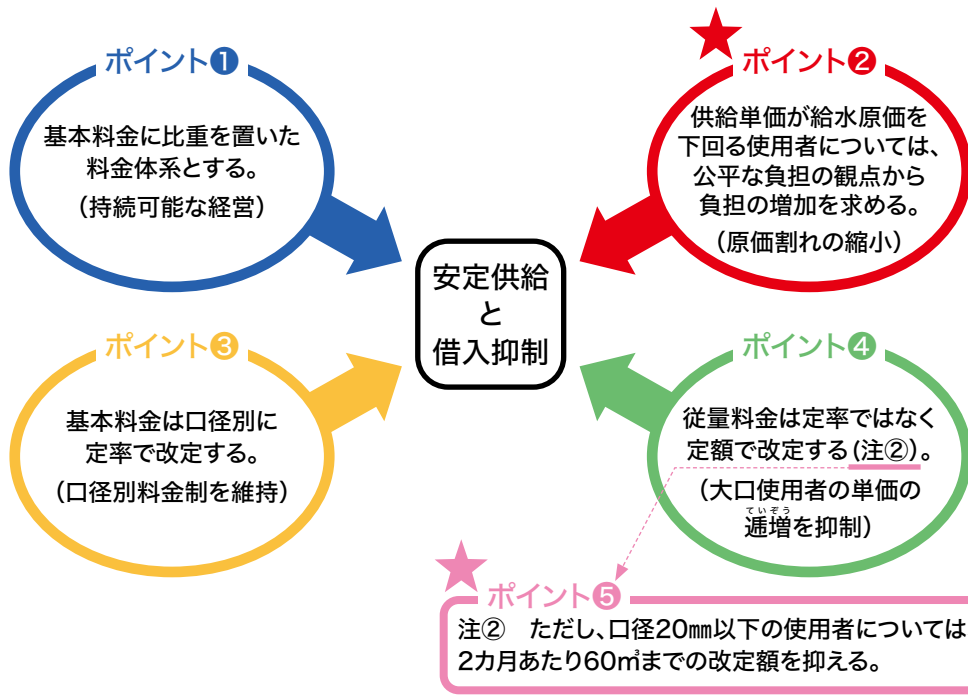 ポイント❶
基本料金に比重を置いた
料金体系とする。
（持続可能な経営）
ポイント❷
供給単価が給水原価を
下回る使用者については、
公平な負担の観点から
負担の増加を求める。
（原価割れの縮小）
安定供給
と
借入抑制
ポイント❸
基本料金は口径別に
定率で改定する。
（口径別料金制を維持）
ポイント❹
従量料金は定率ではなく
定額で改定する（注②）。
（大口使用者の単価の
ていぞう
逓増を抑制）
ポイント❺
注②　ただし、口径20㎜以下の使用者については
2カ月あたり60㎥までの改定額を抑える。